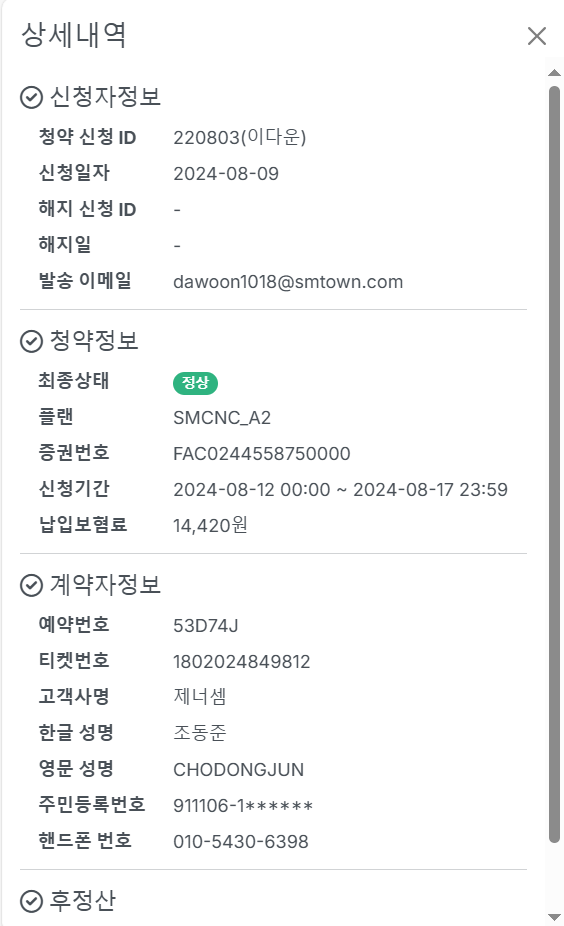 상세내역
신청자정보
청약 신청 ID 220803(이다운)
신청일자 2024-08-09
해지 신청 ID -
해지일 -
발송 이메일 dawoon1018@smtown.com
청약정보
최종상태 정상
플랜 SMCNC_A2
증권번호 FAC0244558750000
신청기간 2024-08-12 00:00 ~ 2024-08-17 23:59
납입보험료 14,420원
계약자정보
예약번호 53D74J
티켓번호 1802024849812
고객사명 제너셈
한글 성명 조동준
영문 성명 CHODONGJUN
주민등록번호 911106-1******
핸드폰 번호 010-5430-6398
후정산